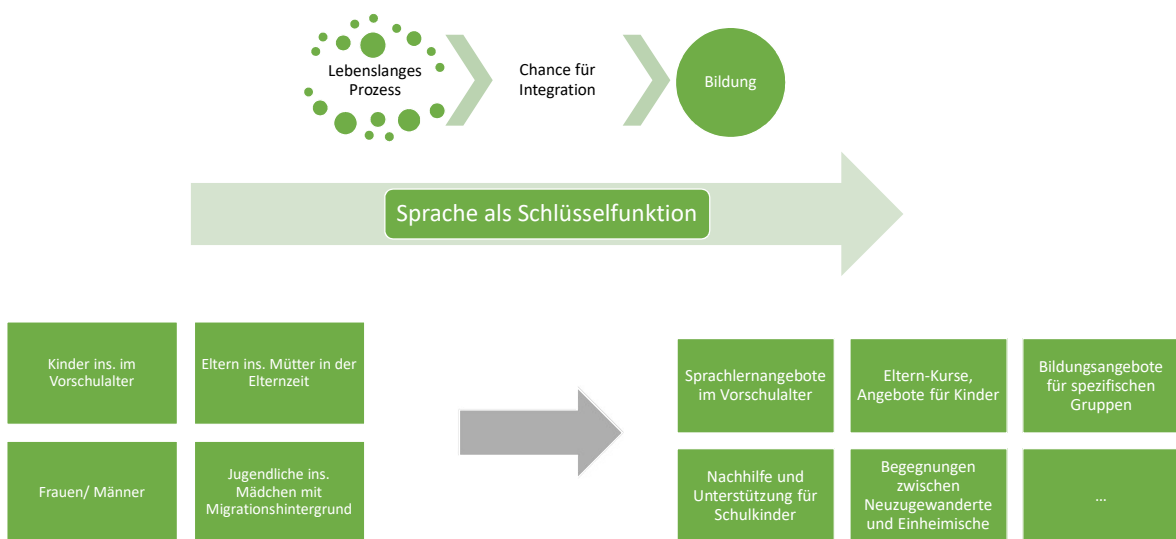 Lebenslanges
Prozess
Chance für
Integration
Bildung
Sprache als Schlüsselfunktion
Kinder ins. im
Vorschulalter
Eltern ins. Mütter in der
Elternzeit
Frauen/ Männer
Jugendliche ins.
Mädchen mit
Migrationshintergrund
Sprachlernangebote
im Vorschulalter
Eltern-Kurse,
Angebote für Kinder
Bildungsangebote
für spezifischen
Gruppen
Nachhilfe und
Unterstützung für
Schulkinder
Begegnungen
zwischen
Neuzugewanderte
und Einheimische
...